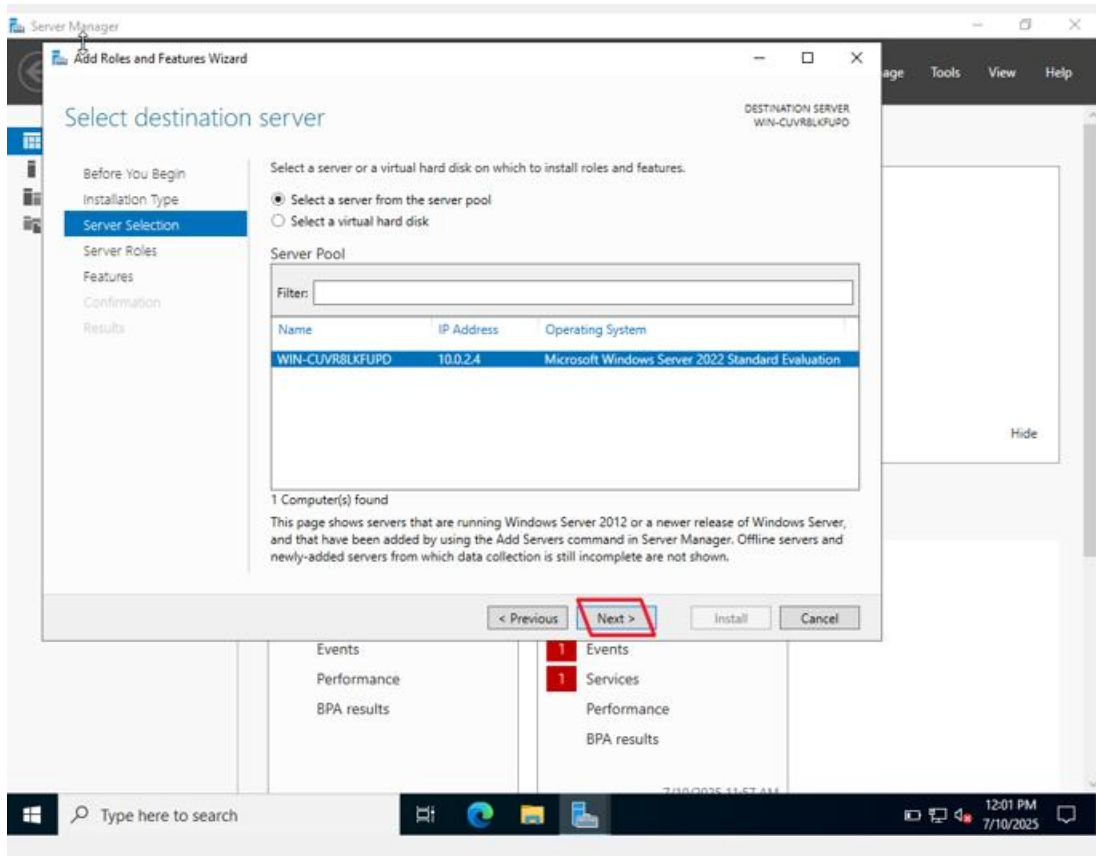 Server Manager
Add Roles and Features Wizard
age Tools View Help
Select destination server
DESTINATION SERVER
WIN-CUVR8LKFUPD
Before You Begin
Installation Type
Server Selection
Server Roles
Features
Confirmation
Results
Select a server or a virtual hard disk on which to install roles and features.
Select a server from the server pool
Select a virtual hard disk
Server Pool
Filter:
Name IP Address Operating System
WIN-CUVR8LKFUPD 10.0.2.4 Microsoft Windows Server 2022 Standard Evaluation
1 Computer(s) found
This page shows servers that are running Windows Server 2012 or a newer release of Windows Server,
and that have been added by using the Add Servers command in Server Manager. Offline servers and
newly-added servers from which data collection is still incomplete are not shown.
Hide
< Previous Next > Install Cancel
Events
Performance
BPA results
1 Events
1 Services
Performance
BPA results
7/10/2025 11:57 AM
Type here to search
12:01 PM
7/10/2025